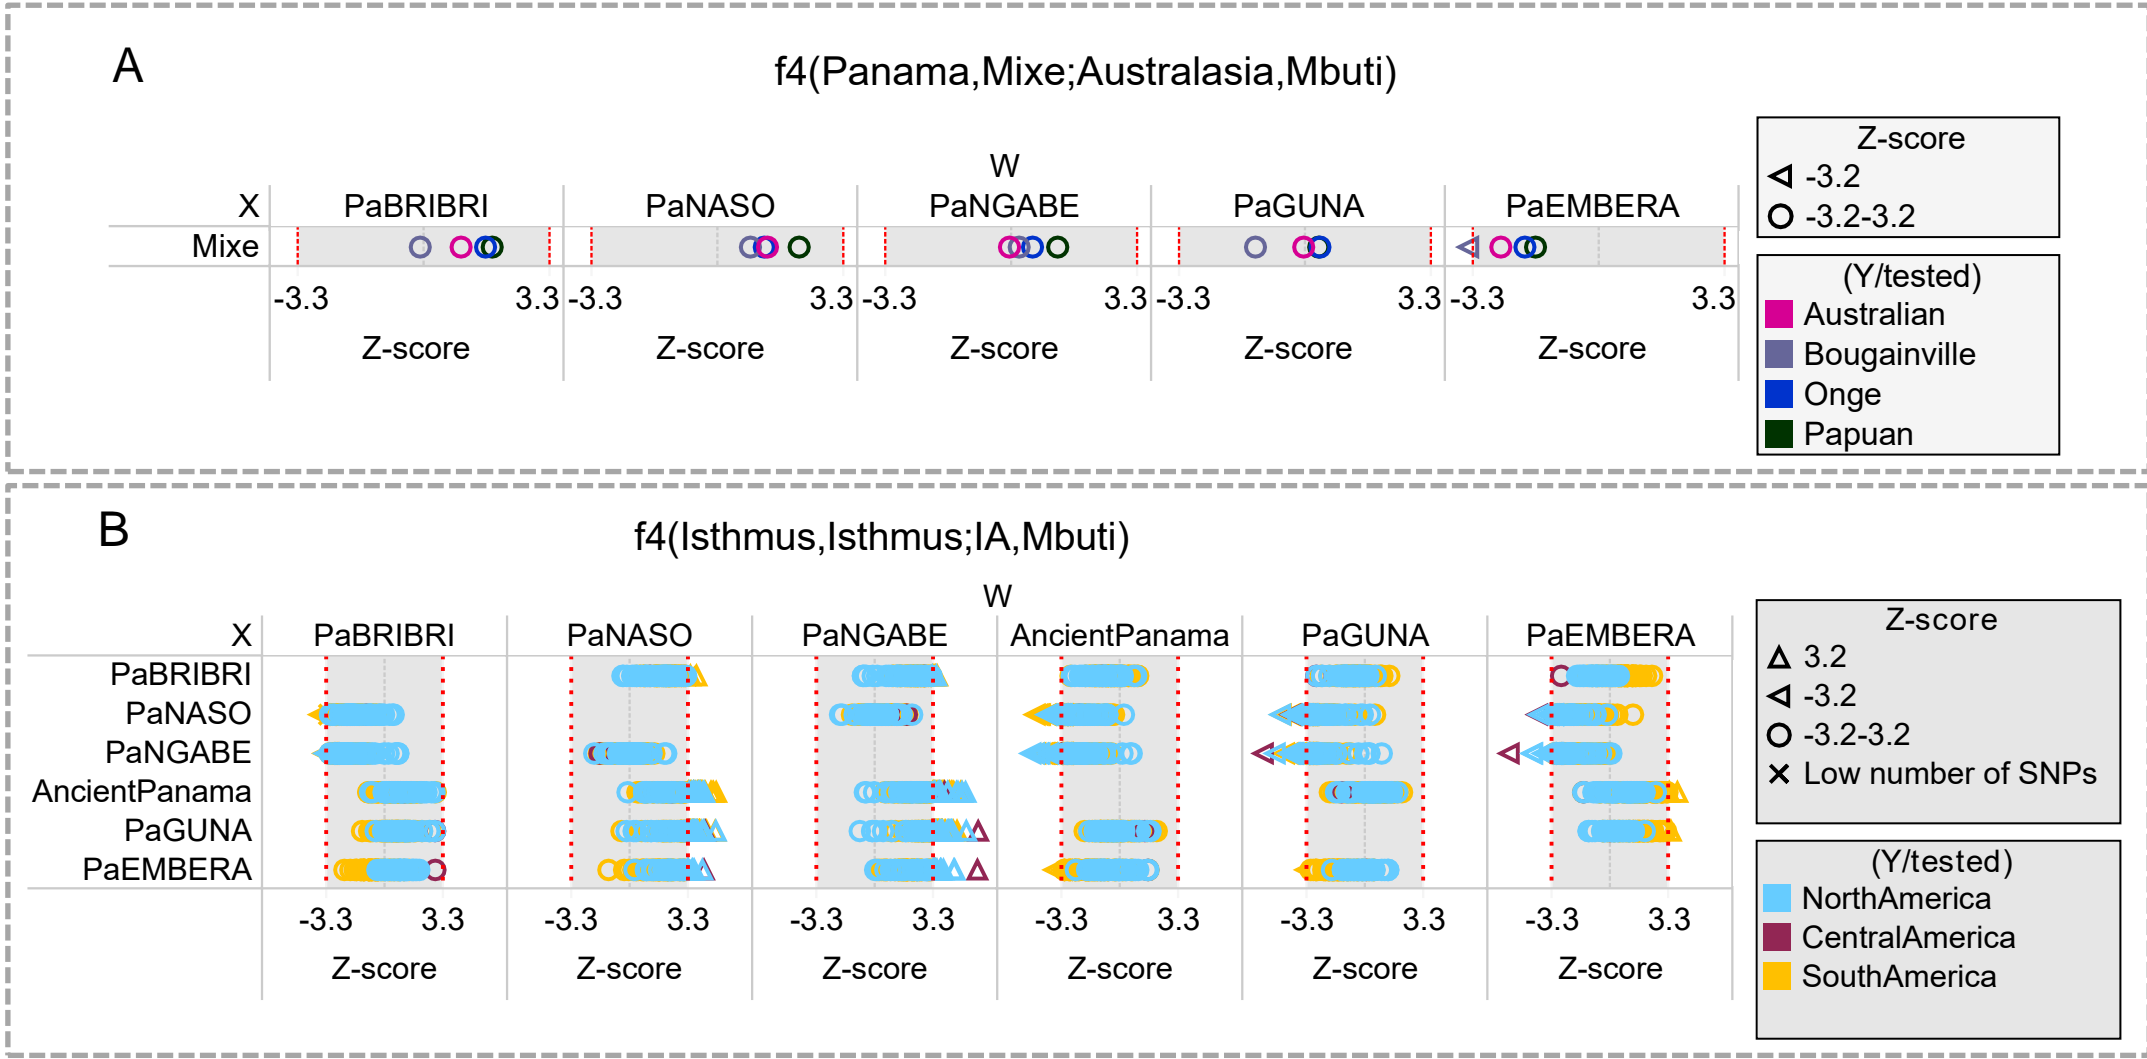 A
f4(Panama,Mixe;Australasia,Mbuti)
W
X PaBRIBRI PaNASO PaNGABE PaGUNA PaEMBERA
Mixe
-3.3 3.3 -3.3 3.3 -3.3 3.3 -3.3 3.3 -3.3 3.3
Z-score Z-score Z-score Z-score Z-score
Z-score
-3.2
-3.2-3.2
(Y/tested)
Australian
Bougainville
Onge
Papuan
B
f4(Isthmus,Isthmus;IA,Mbuti)
W
X PaBRIBRI PaNASO PaNGABE AncientPanama PaGUNA PaEMBERA
PaBRIBRI
PaNASO
PaNGABE
AncientPanama
PaGUNA
PaEMBERA
-3.3 3.3 -3.3 3.3 -3.3 3.3 -3.3 3.3 -3.3 3.3 -3.3 3.3
Z-score Z-score Z-score Z-score Z-score Z-score
Z-score
3.2
-3.2
-3.2-3.2
Low number of SNPs
(Y/tested)
NorthAmerica
CentralAmerica
SouthAmerica